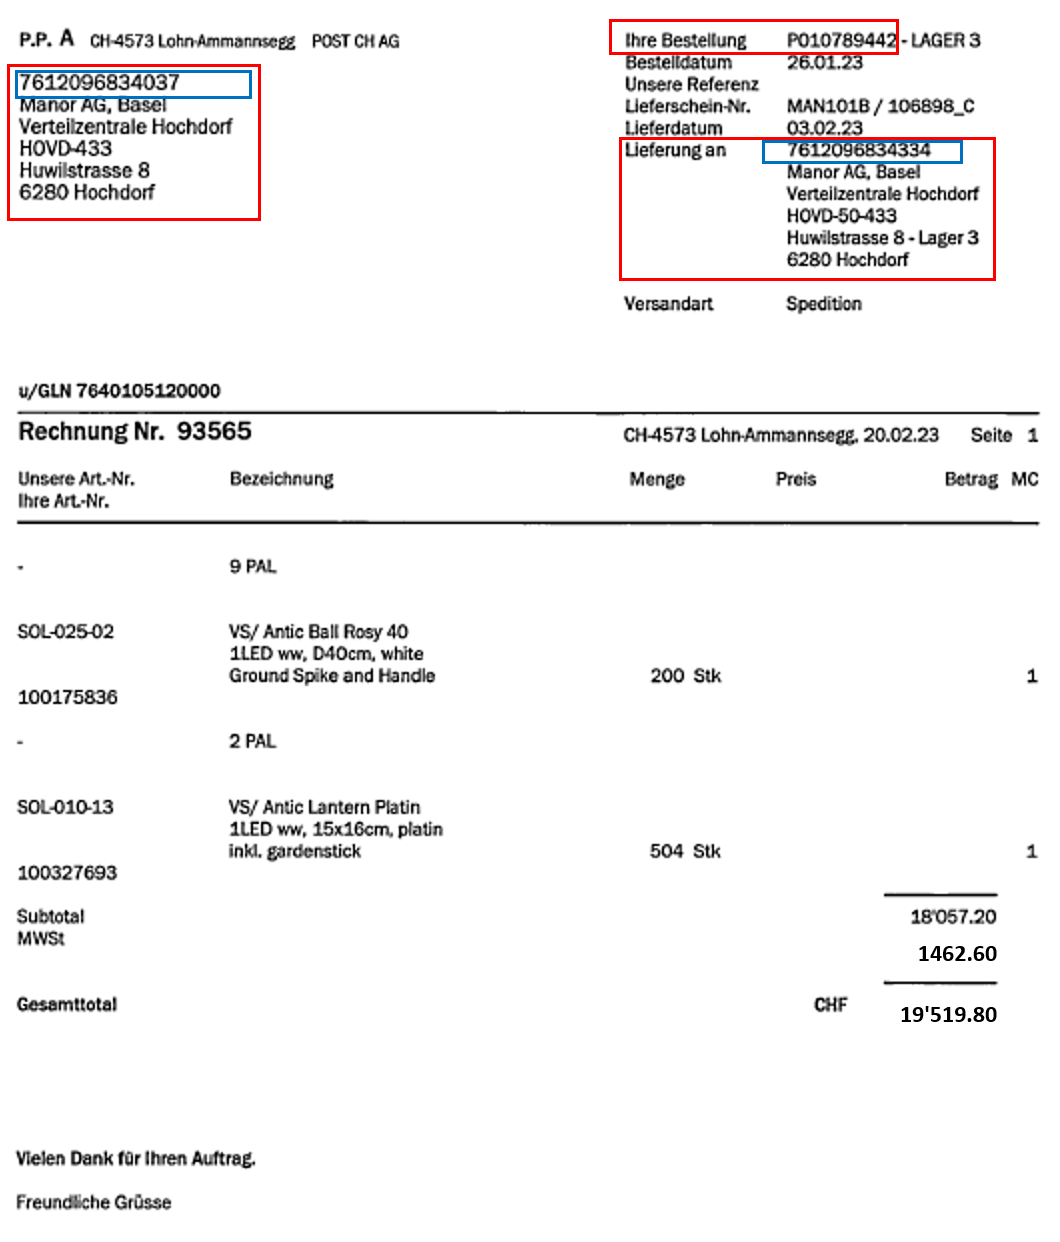 P.P. A CH-4573 Lohn-Ammannsegg POST CH AG
7612096834037
Manor AG, Basel
Verteilzentrale Hochdorf
HOVD-433
Huwilstrasse 8
6280 Hochdorf
Ihre Bestellung P010789442 - LAGER 3
Bestelldatum 26.01.23
Unsere Referenz
Lieferschein-Nr. MAN101B / 106898_C
Lieferdatum 03.02.23
Lieferung an 7612096834334
Manor AG, Basel
Verteilzentrale Hochdorf
HOVD-50-433
Huwilstrasse 8 - Lager 3
6280 Hochdorf
Versandart Spedition
u/GLN 7640105120000
Rechnung Nr. 93565 CH-4573 Lohn-Ammannsegg, 20.02.23 Seite 1
Unsere Art.-Nr. Bezeichnung Menge Preis Betrag MC
Ihre Art.-Nr.
- 9 PAL
SOL-025-02 VS/ Antic Ball Rosy 40
1LED ww, D40cm, white
Ground Spike and Handle 200 Stk 1
100175836
- 2 PAL
SOL-010-13 VS/ Antic Lantern Platin
1LED ww, 15x16cm, platin
inkl. gardenstick 504 Stk 1
100327693
Subtotal 18'057.20
MWSt 1462.60
Gesamttotal CHF 19'519.80
Vielen Dank für Ihren Auftrag.
Freundliche Grüsse